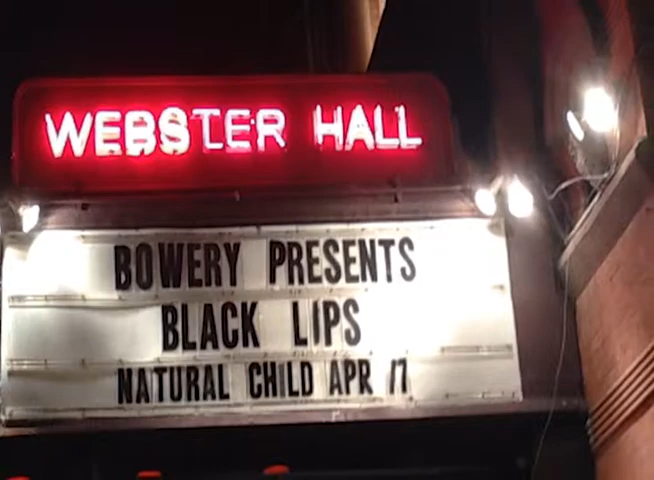 WEBSTER HALL
BOWERY PRESENTS
BLACK LIPS
NATURAL CHILD APR 17